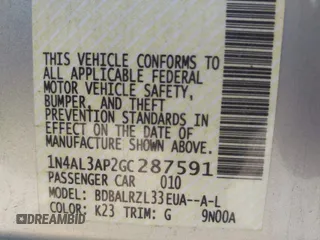 THIS VEHICLE CONFORMS TO
ALL APPLICABLE FEDERAL
MOTOR VEHICLE SAFETY,
BUMPER, AND THEFT
PREVENTION STANDARDS IN
EFFECT ON THE DATE OF
MANUFACTURE SHOWN ABOVE.
1N4AL3AP2GC287591
PASSENGER CAR 010
MODEL: BDBALRZL33EUA--A-L
COLOR: K23 TRIM: G 9N00A